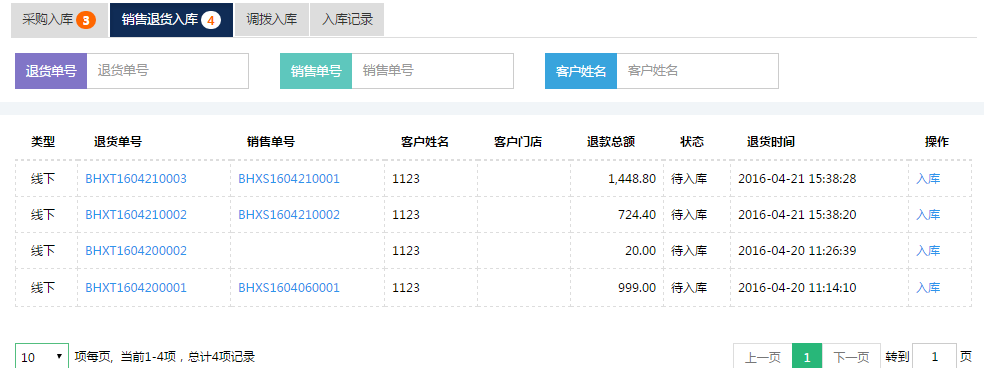 采购入库 3 销售退货入库 4 调拨入库 入库记录
退货单号 退货单号 销售单号 销售单号 客户姓名 客户姓名
类型 退货单号 销售单号 客户姓名 客户门店 退款总额 状态 退货时间 操作
线下 BHXT1604210003 BHXS1604210001 1123 1,448.80 待入库 2016-04-21 15:38:28 入库
线下 BHXT1604210002 BHXS1604210002 1123 724.40 待入库 2016-04-21 15:38:20 入库
线下 BHXT1604200002 1123 20.00 待入库 2016-04-20 11:26:39 入库
线下 BHXT1604200001 BHXS1604060001 1123 999.00 待入库 2016-04-20 11:14:10 入库
10 项每页, 当前1-4项，总计4项记录 上一页 1 下一页 转到 1 页